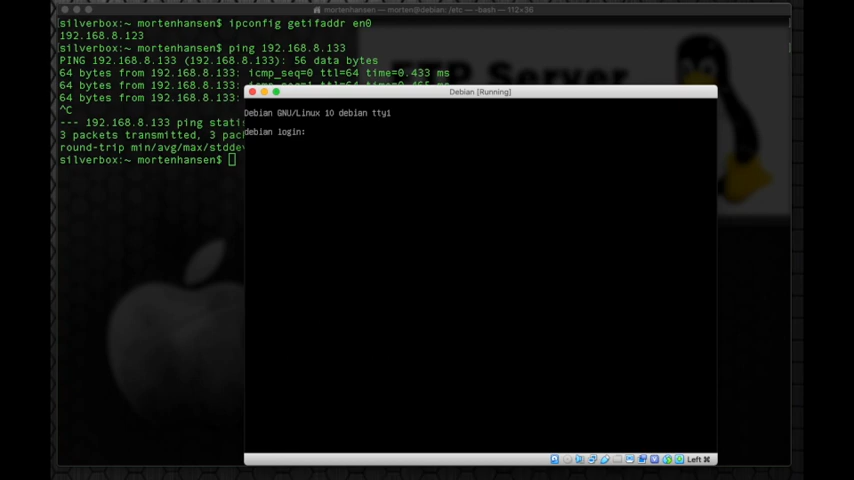 mortenhansen — morten@debian: /etc — -bash — 112×36
silverbox:~ mortenhansen$ ipconfig getifaddr en0
192.168.8.123
silverbox:~ mortenhansen$ ping 192.168.8.133
PING 192.168.8.133 (192.168.8.133): 56 data bytes
64 bytes from 192.168.8.133: icmp_seq=0 ttl=64 time=0.433 ms
64 bytes from 192.168.8.133:
64 bytes from 192.168.8.133:
^C
--- 192.168.8.133 ping stati
3 packets transmitted, 3 pac
round-trip min/avg/max/stddev
silverbox:~ mortenhansen$
Server
Debian [Running]
Debian GNU/Linux 10 debian tty1
debian login:
Left ⌘